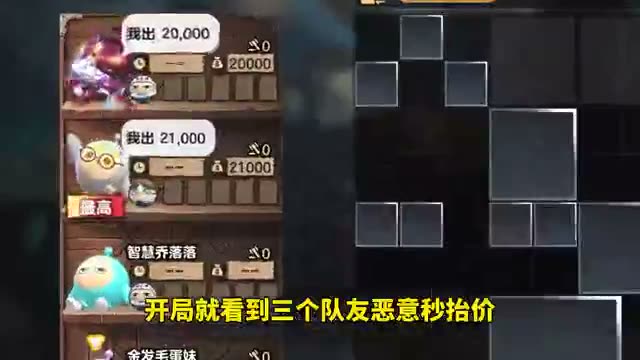 我出 20,000
0
20000
我出 21,000
0
21000
最高
智慧乔落落
0
开局就看到三个队友恶意秒抬价
金发毛蛋妹
0